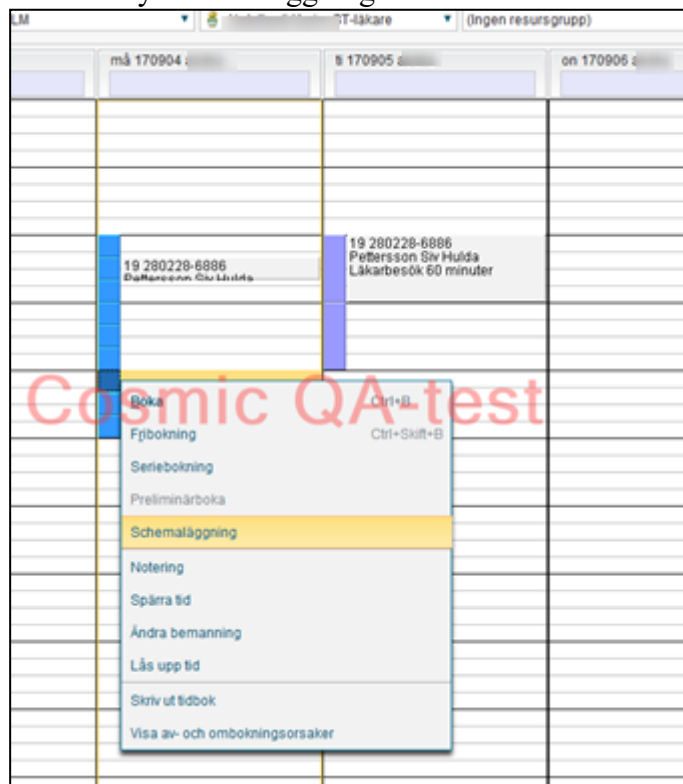 LM
ST-läkare
(Ingen resursgrupp)
må 170904
ti 170905
on 170906
19 280228-6886
Pettersson Siv Hulda
19 280228-6886
Pettersson Siv Hulda
Läkarbesök 60 minuter
Cosmic QA-test
Boka Ctrl+B
Fribokning Ctrl+Skift+B
Seriebokning
Preliminärboka
Schemaläggning
Notering
Spärra tid
Ändra bemanning
Lås upp tid
Skriv ut tidbok
Visa av- och ombokningsorsaker